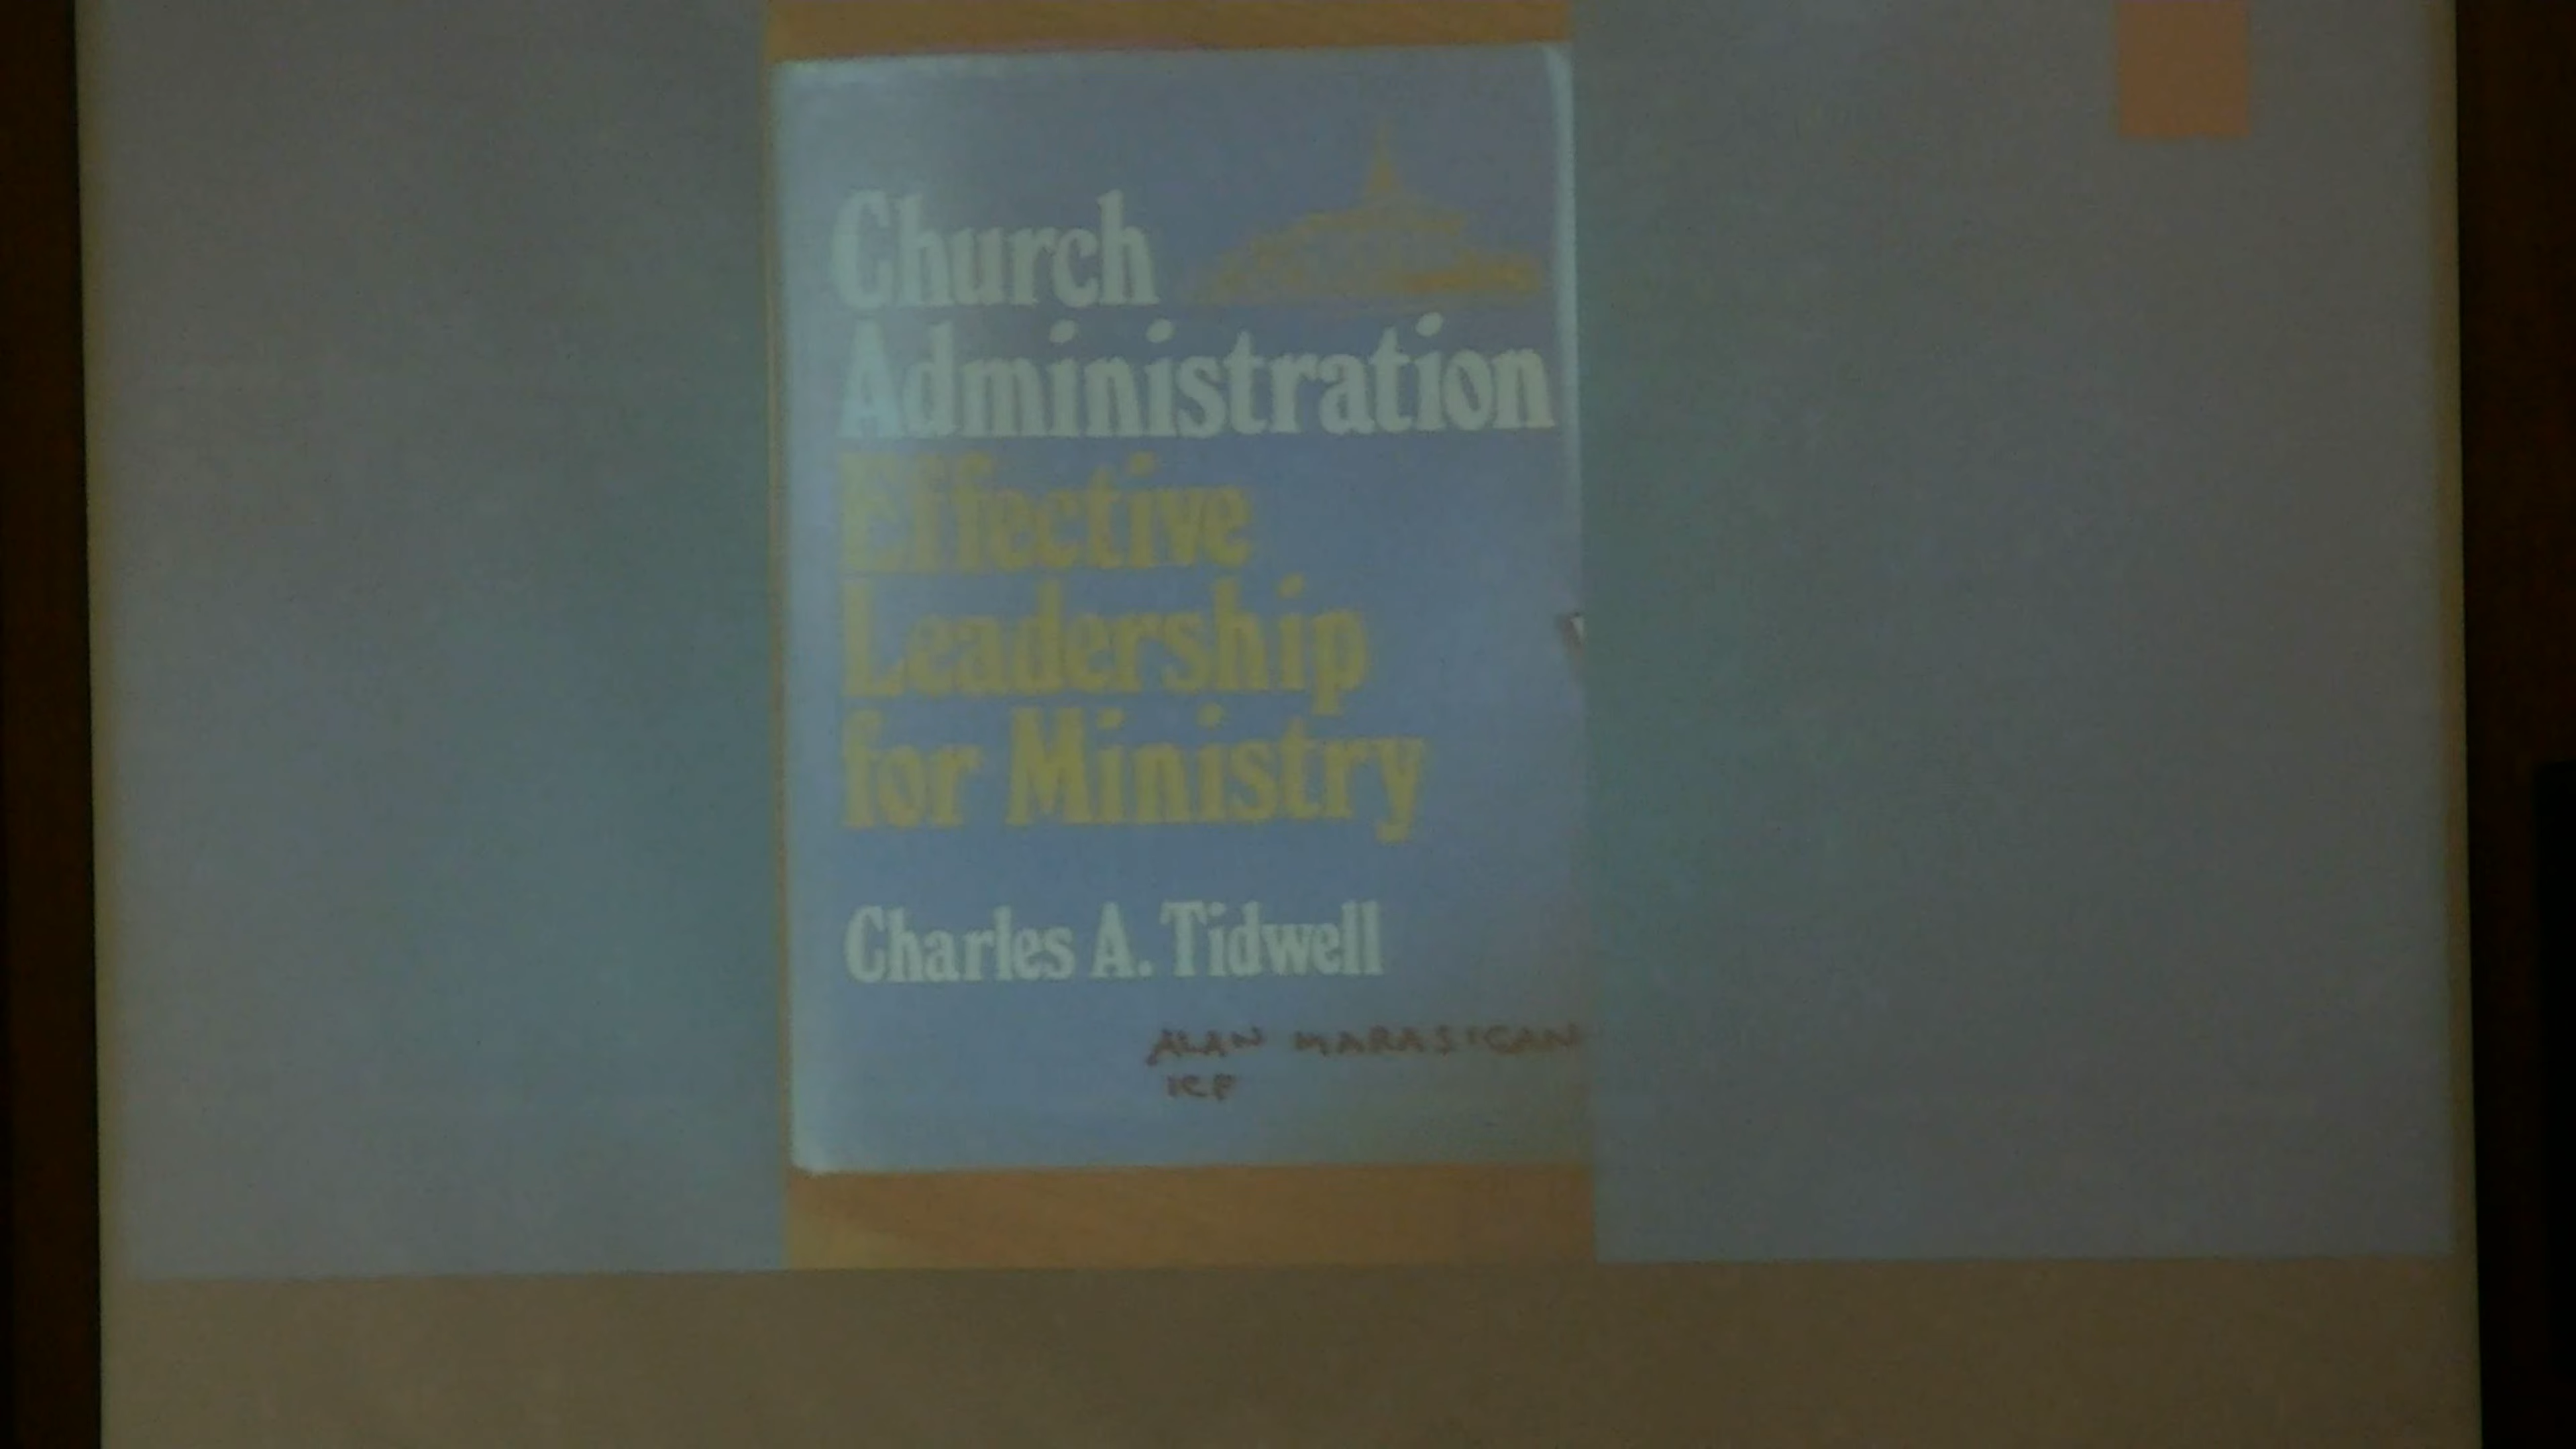 Church
Administration
Effective
Leadership
for Ministry
Charles A. Tidwell
ALAN MARASIGAN
ICF